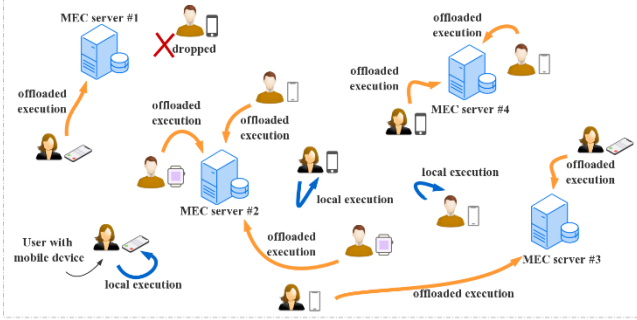 MEC server #1
dropped
offloaded
execution
offloaded
execution
offloaded
execution
MEC server #4
offloaded
execution
offloaded
execution
offloaded
execution
MEC server #2
local execution
local execution
offloaded
execution
MEC server #3
User with
mobile device
local execution
offloaded
execution
offloaded execution